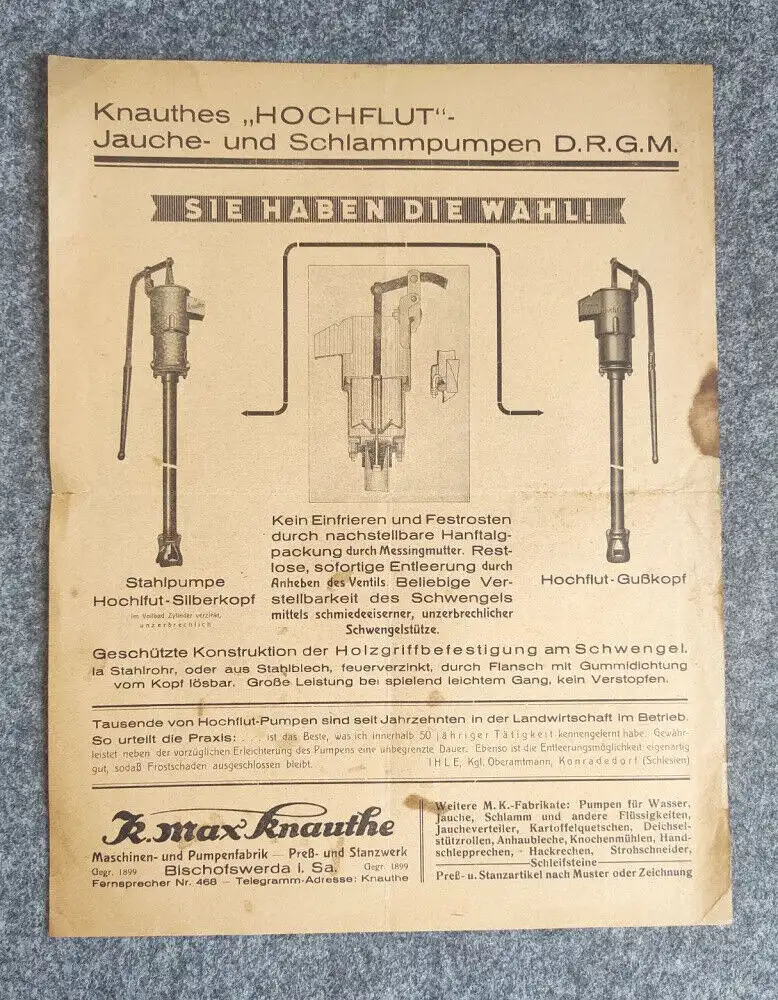 Knauthes „HOCHFLUT“-
Jauche- und Schlammpumpen D.R.G.M.
SIE HABEN DIE WAHL!
Stahlpumpe
Hochlfut-Silberkopf
im Vollbad Zylinder verzinkt,
unzerbrechlich
Kein Einfrieren und Festrosten
durch nachstellbare Hanftalg-
packung durch Messingmutter. Rest-
lose, sofortige Entleerung durch
Anheben des Ventils. Beliebige Ver-
stellbarkeit des Schwengels
mittels schmiedeeiserner, unzerbrechlicher
Schwengelstütze.
Hochflut-Gußkopf
Geschützte Konstruktion der Holzgriffbefestigung am Schwengel.
Ia Stahlrohr, oder aus Stahlblech, feuerverzinkt, durch Flansch mit Gummidichtung
vom Kopf lösbar. Große Leistung bei spielend leichtem Gang, kein Verstopfen.
Tausende von Hochflut-Pumpen sind seit Jahrzehnten in der Landwirtschaft im Betrieb.
So urteilt die Praxis: . . . ist das Beste, was ich innerhalb 50 jähriger Tätigkeit kennengelernt habe. Gewähr-
leistet neben der vorzüglichen Erleichterung des Pumpens eine unbegrenzte Dauer. Ebenso ist die Entleerungsmöglichkeit eigenartig
gut, sodaß Frostschaden ausgeschlossen bleibt. IHLE, Kgl. Oberamtmann, Konradedorf (Schlesien)
K. Max Knauthe
Maschinen- und Pumpenfabrik — Preß- und Stanzwerk
Gegr. 1899 Bischofswerda i. Sa. Gegr. 1899
Fernsprecher Nr. 468 — Telegramm-Adresse: Knauthe
Weitere M. K.-Fabrikate: Pumpen für Wasser,
Jauche, Schlamm und andere Flüssigkeiten,
Jaucheverteiler, Kartoffelquetschen, Deichsel-
stützrollen, Anhaubleche, Knochenmühlen, Hand-
schlepprechen, Hackrechen, Strohschneider,
Schleifsteine
Preß- u. Stanzartikel nach Muster oder Zeichnung